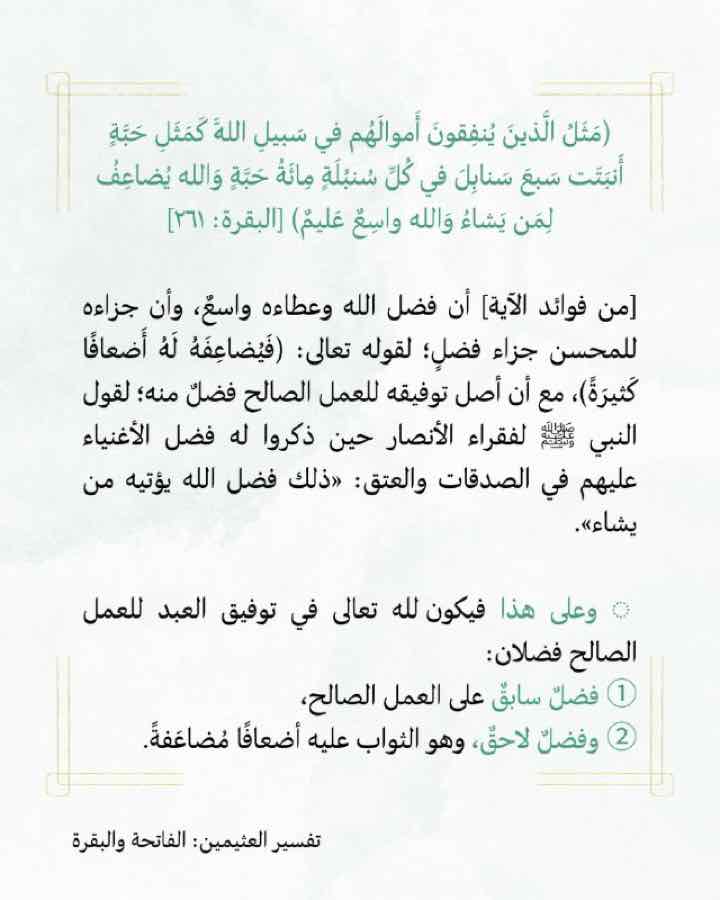 (مَثَلُ الَّذينَ يُنفِقونَ أَموالَهُم في سَبيلِ اللهَِّ كَمَثَلِ حَبَّةٍ
أَنبَتَت سَبعَ سَنابِلَ في كُلِّ سُنبُلَةٍ مِائَةُ حَبَّةٍ وَالله يُضاعِفُ
لِمَن يَشاءُ وَالله واسِعٌ عَليمٌ) [البقرة: ٢٦١]
[من فوائد الآية] أن فضل الله وعطاءه واسعٌ، وأن جزاءه
للمحسن جزاء فضلٍ؛ لقوله تعالى: (فَيُضاعِفَهُ لَهُ أَضعافًا
كَثيرَةً)، مع أن أصل توفيقه للعمل الصالح فضلٌ منه؛ لقول
النبي ﷺ لفقراء الأنصار حين ذكروا له فضل الأغنياء
عليهم في الصدقات والعتق: «ذلك فضل الله يؤتيه من
يشاء».
وعلى هذا فيكون لله تعالى في توفيق العبد للعمل
الصالح فضلان:
① فضلٌ سابقٌ على العمل الصالح،
② وفضلٌ لاحقٌ، وهو الثواب عليه أضعافًا مُضاعَفةً.
تفسير العثيمين: الفاتحة والبقرة